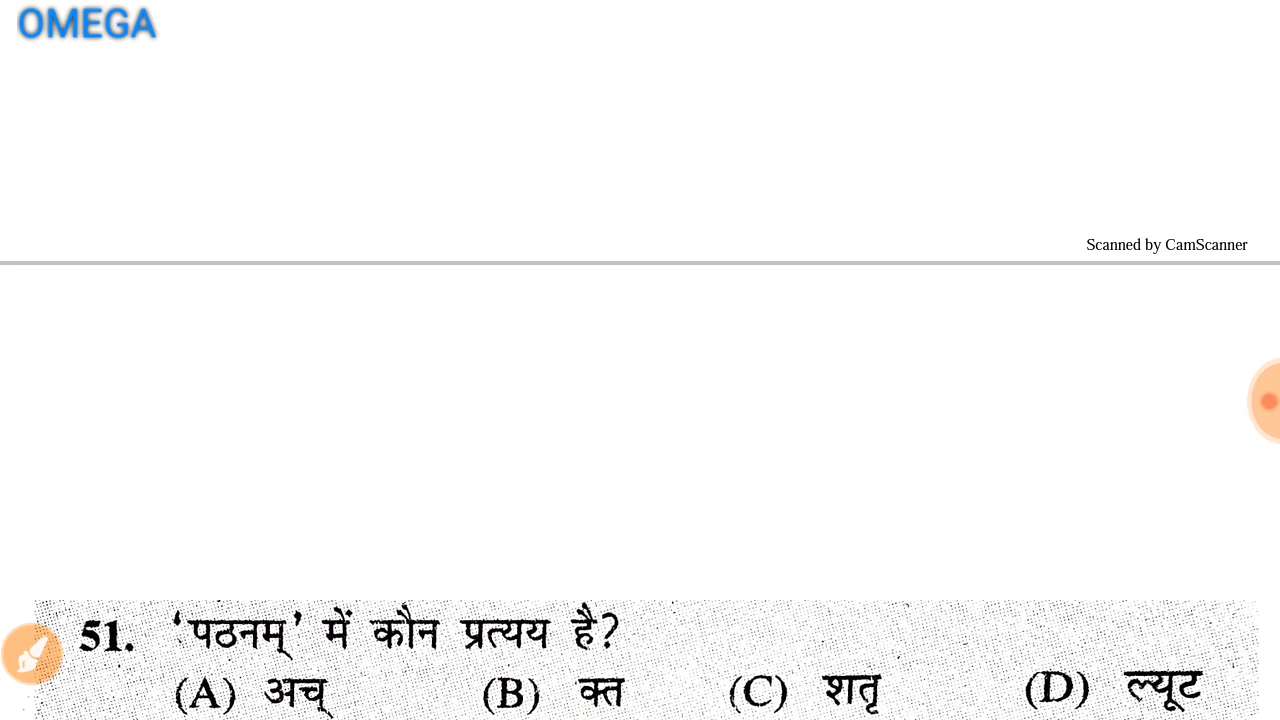 OMEGA
Scanned by CamScanner
51. ‘पठनम्’ में कौन प्रत्यय है?
(A) अच् (B) क्त (C) शतृ (D) ल्यूट